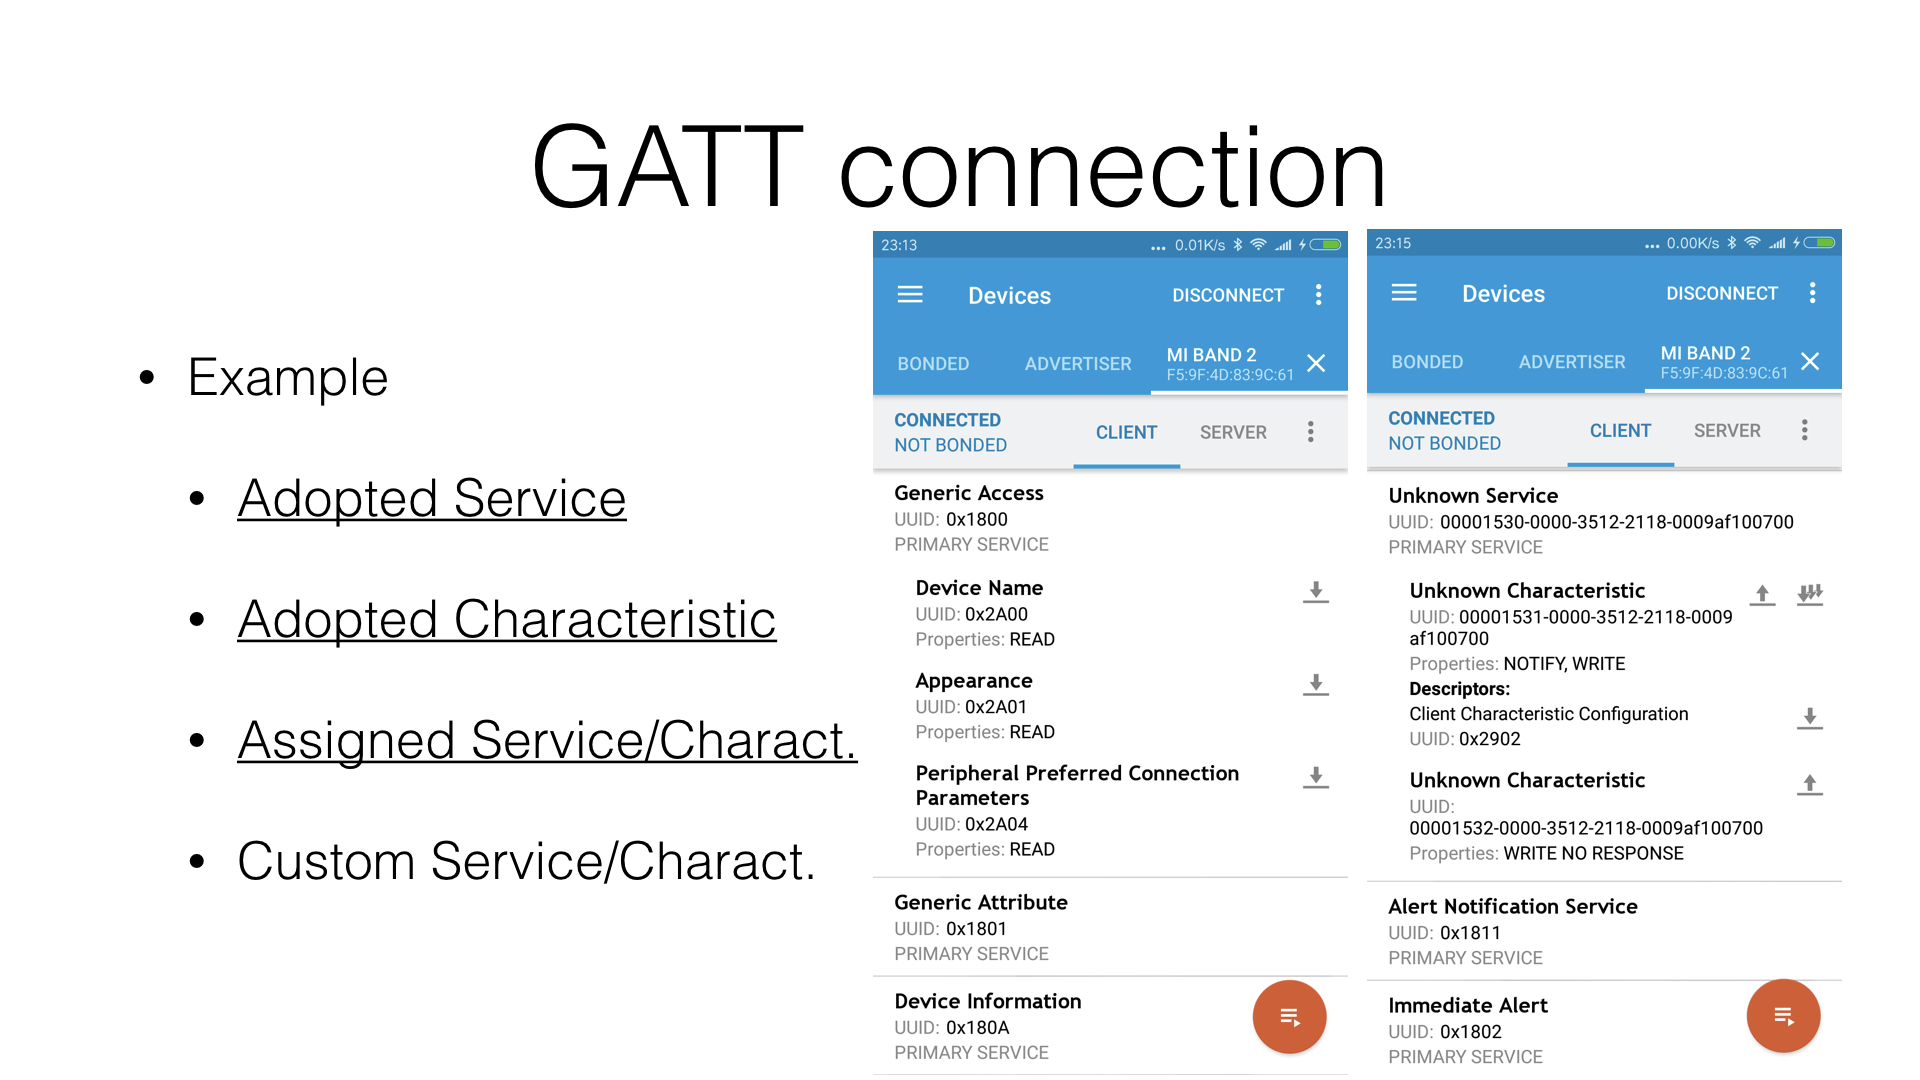 GATT connection
• Example
• Adopted Service
• Adopted Characteristic
• Assigned Service/Charact.
• Custom Service/Charact.
23:13
... 0.01K/s
Devices
DISCONNECT
BONDED
ADVERTISER
MI BAND 2
F5:9F:4D:83:9C:61
CONNECTED
NOT BONDED
CLIENT
SERVER
Generic Access
UUID: 0x1800
PRIMARY SERVICE
Device Name
UUID: 0x2A00
Properties: READ
Appearance
UUID: 0x2A01
Properties: READ
Peripheral Preferred Connection
Parameters
UUID: 0x2A04
Properties: READ
Generic Attribute
UUID: 0x1801
PRIMARY SERVICE
Device Information
UUID: 0x180A
PRIMARY SERVICE
23:15
... 0.00K/s
Devices
DISCONNECT
BONDED
ADVERTISER
MI BAND 2
F5:9F:4D:83:9C:61
CONNECTED
NOT BONDED
CLIENT
SERVER
Unknown Service
UUID: 00001530-0000-3512-2118-0009af100700
PRIMARY SERVICE
Unknown Characteristic
UUID: 00001531-0000-3512-2118-0009
af100700
Properties: NOTIFY, WRITE
Descriptors:
Client Characteristic Configuration
UUID: 0x2902
Unknown Characteristic
UUID:
00001532-0000-3512-2118-0009af100700
Properties: WRITE NO RESPONSE
Alert Notification Service
UUID: 0x1811
PRIMARY SERVICE
Immediate Alert
UUID: 0x1802
PRIMARY SERVICE